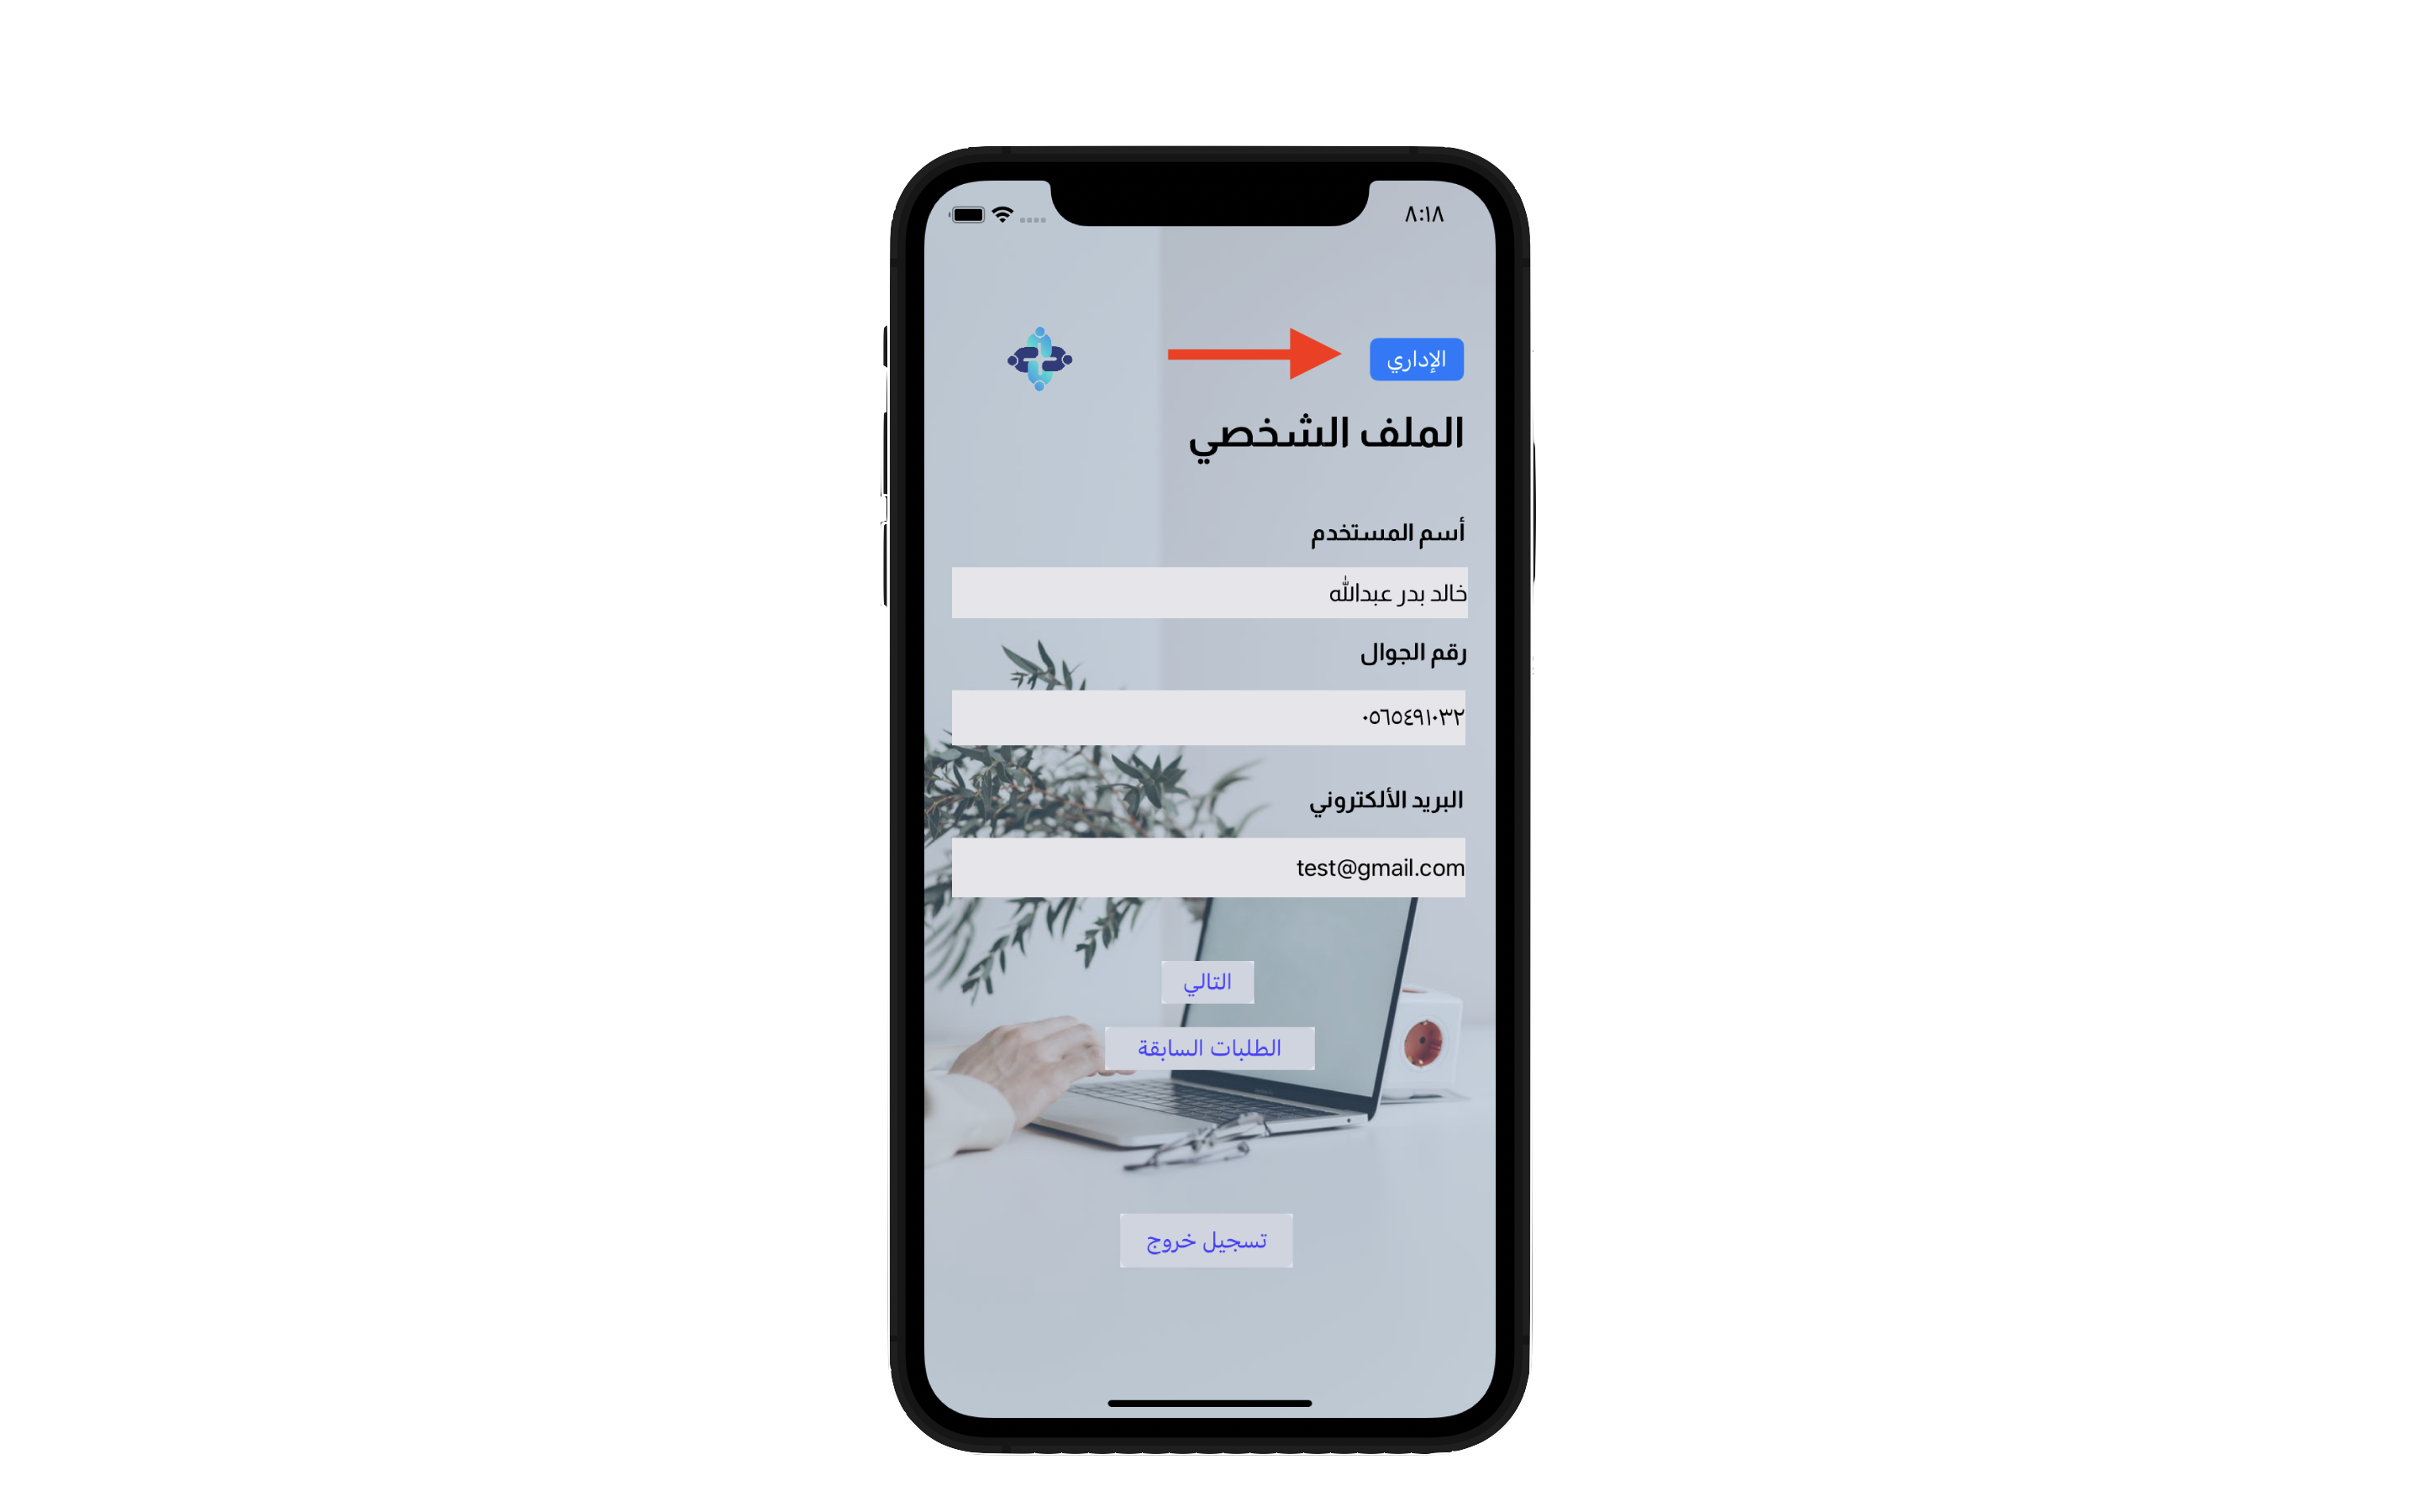 ٨:١٨
الإداري
الملف الشخصي
أسم المستخدم
خالد بدر عبدالله
رقم الجوال
٠٥٦٥٤٩١٠٣٢
البريد الألكتروني
test@gmail.com
التالي
الطلبات السابقة
تسجيل خروج